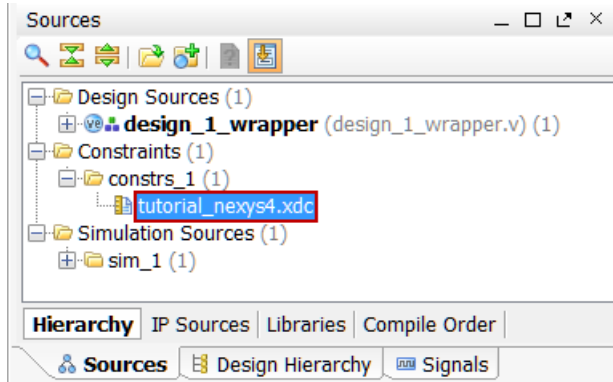 Sources
Design Sources (1)
design_1_wrapper (design_1_wrapper.v) (1)
Constraints (1)
constrs_1 (1)
tutorial_nexys4.xdc
Simulation Sources (1)
sim_1 (1)
Hierarchy IP Sources Libraries Compile Order
Sources Design Hierarchy Signals